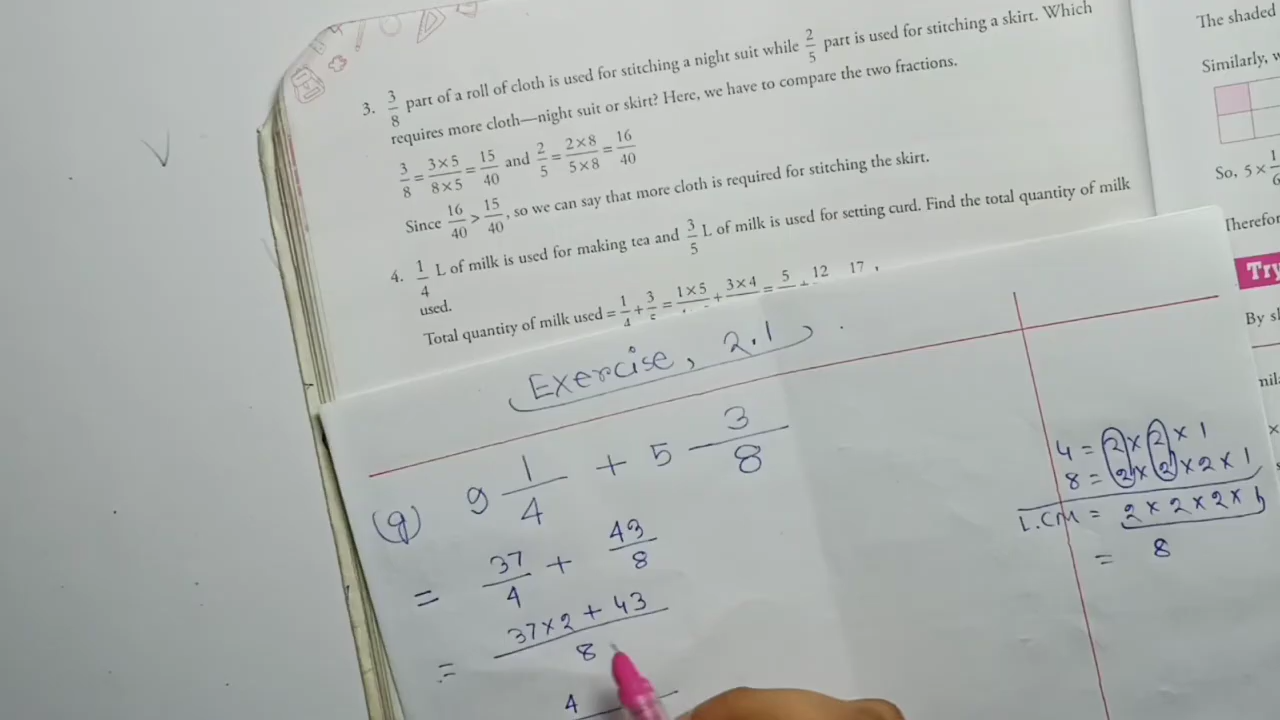 3. 3/8 part of a roll of cloth is used for stitching a night suit while 2/5 part is used for stitching a skirt. Which
requires more cloth—night suit or skirt? Here, we have to compare the two fractions.
3/8 = 3×5/8×5 = 15/40 and 2/5 = 2×8/5×8 = 16/40
Since 16/40 > 15/40, so we can say that more cloth is required for stitching the skirt.
4. 1/4 L of milk is used for making tea and 3/5 L of milk is used for setting curd. Find the total quantity of milk
used.
Total quantity of milk used = 1/4 + 3/5 = 1×5 + 3×4 = 5 + 12 17
Exercise, 2.1
(g) 9 1/4 + 5 3/8
= 37/4 + 43/8
= 37×2 + 43/8
4
4 = 2 × 2 × 1
8 = 2 × 2 × 2 × 1
L.CM = 2 × 2 × 2 × 1
= 8
The shaded
Similarly, w
So, 5 × 1/6
Therefor
Try
By sh